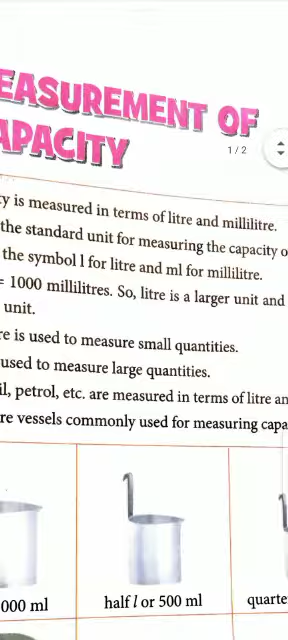 EASUREMENT OF
APACITY
1 / 2
ty is measured in terms of litre and millilitre.
the standard unit for measuring the capacity o
the symbol l for litre and ml for millilitre.
= 1000 millilitres. So, litre is a larger unit and
unit.
re is used to measure small quantities.
used to measure large quantities.
il, petrol, etc. are measured in terms of litre an
re vessels commonly used for measuring capa
000 ml
half l or 500 ml
quarte